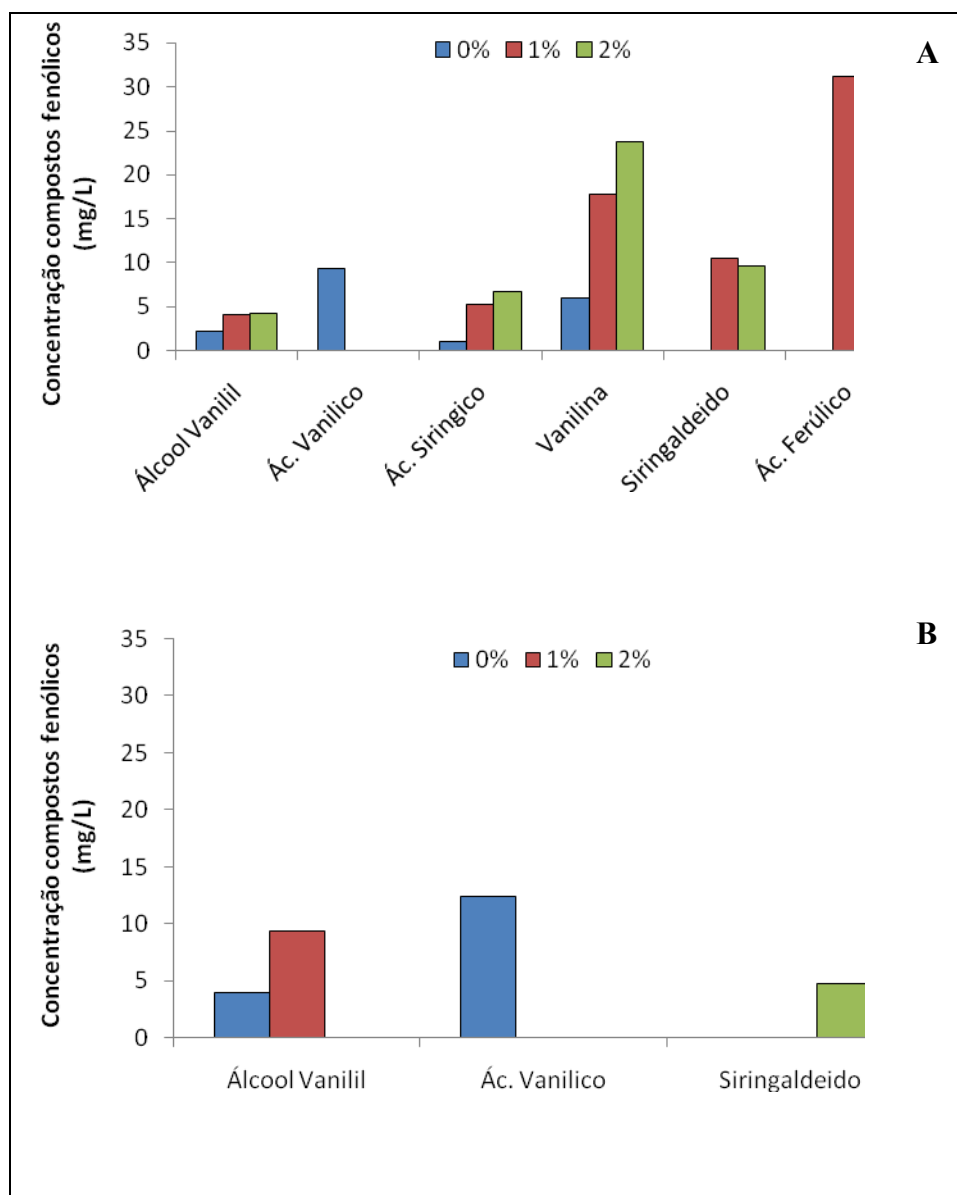 A
0% 1% 2%
Concentração compostos fenólicos
(mg/L)
35
30
25
20
15
10
5
0
Álcool Vanilil
Ác. Vanilico
Ác. Siringico
Vanilina
Siringaldeido
Ác. Ferúlico
B
0% 1% 2%
Concentração compostos fenólicos
(mg/L)
35
30
25
20
15
10
5
0
Álcool Vanilil
Ác. Vanilico
Siringaldeido